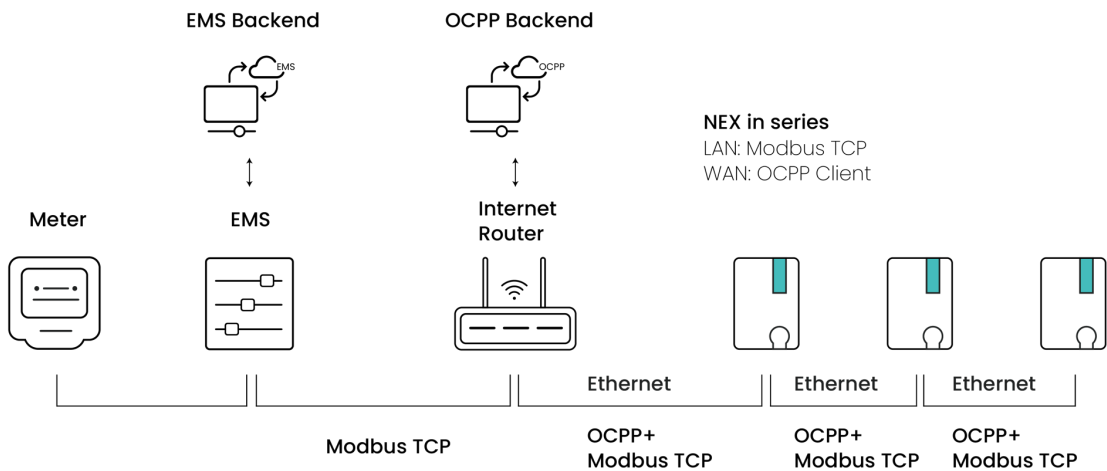 EMS Backend
OCPP Backend
EMS
OCPP
NEX in series
LAN: Modbus TCP
WAN: OCPP Client
Meter
EMS
Internet
Router
Ethernet
Ethernet
Ethernet
Modbus TCP
OCPP+
Modbus TCP
OCPP+
Modbus TCP
OCPP+
Modbus TCP